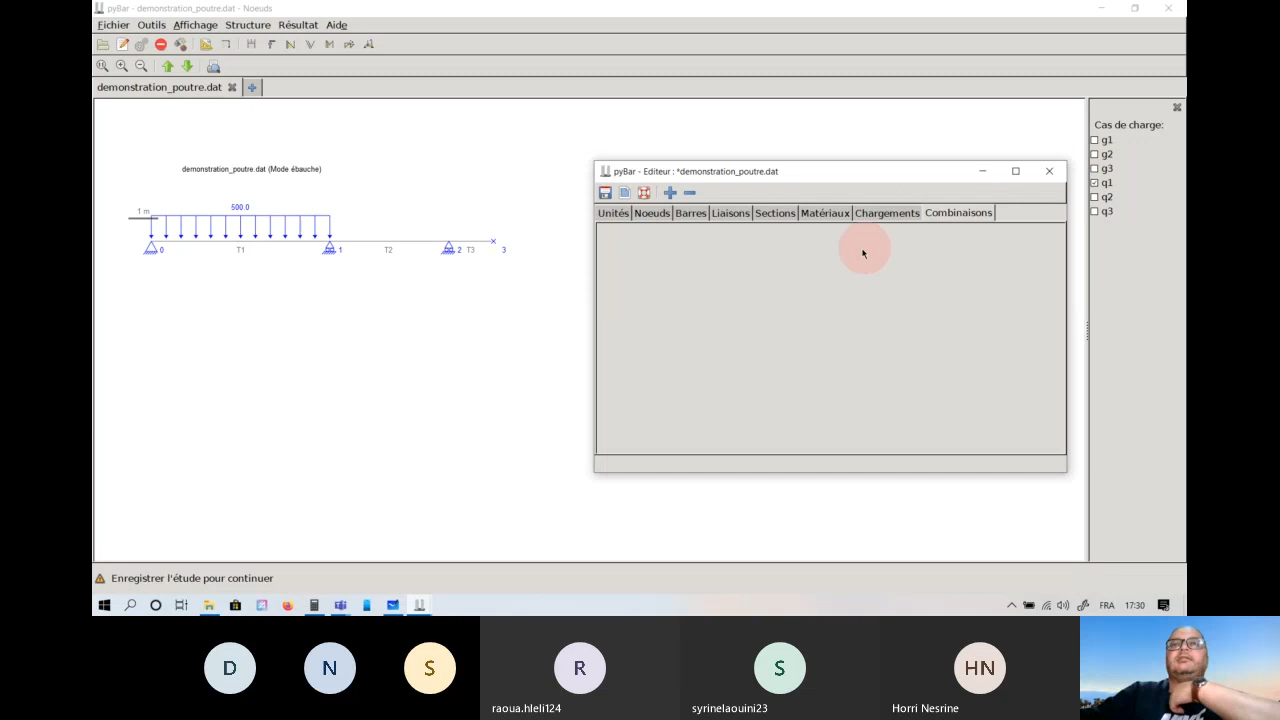 pyBar - demonstration_poutre.dat - Noeuds
Fichier Outils Affichage Structure Résultat Aide
demonstration_poutre.dat
Cas de charge:
g1
g2
g3
q1
q2
q3
demonstration_poutre.dat (Mode ébauche)
1 m
500.0
0 T1 1 T2 2 T3 3
pyBar - Editeur : *demonstration_poutre.dat
Unités Noeuds Barres Liaisons Sections Matériaux Chargements Combinaisons
Enregistrer l'étude pour continuer
FRA 17:30
D N S R S HN
raoua.hleli124 syrinelaouini23 Horri Nesrine